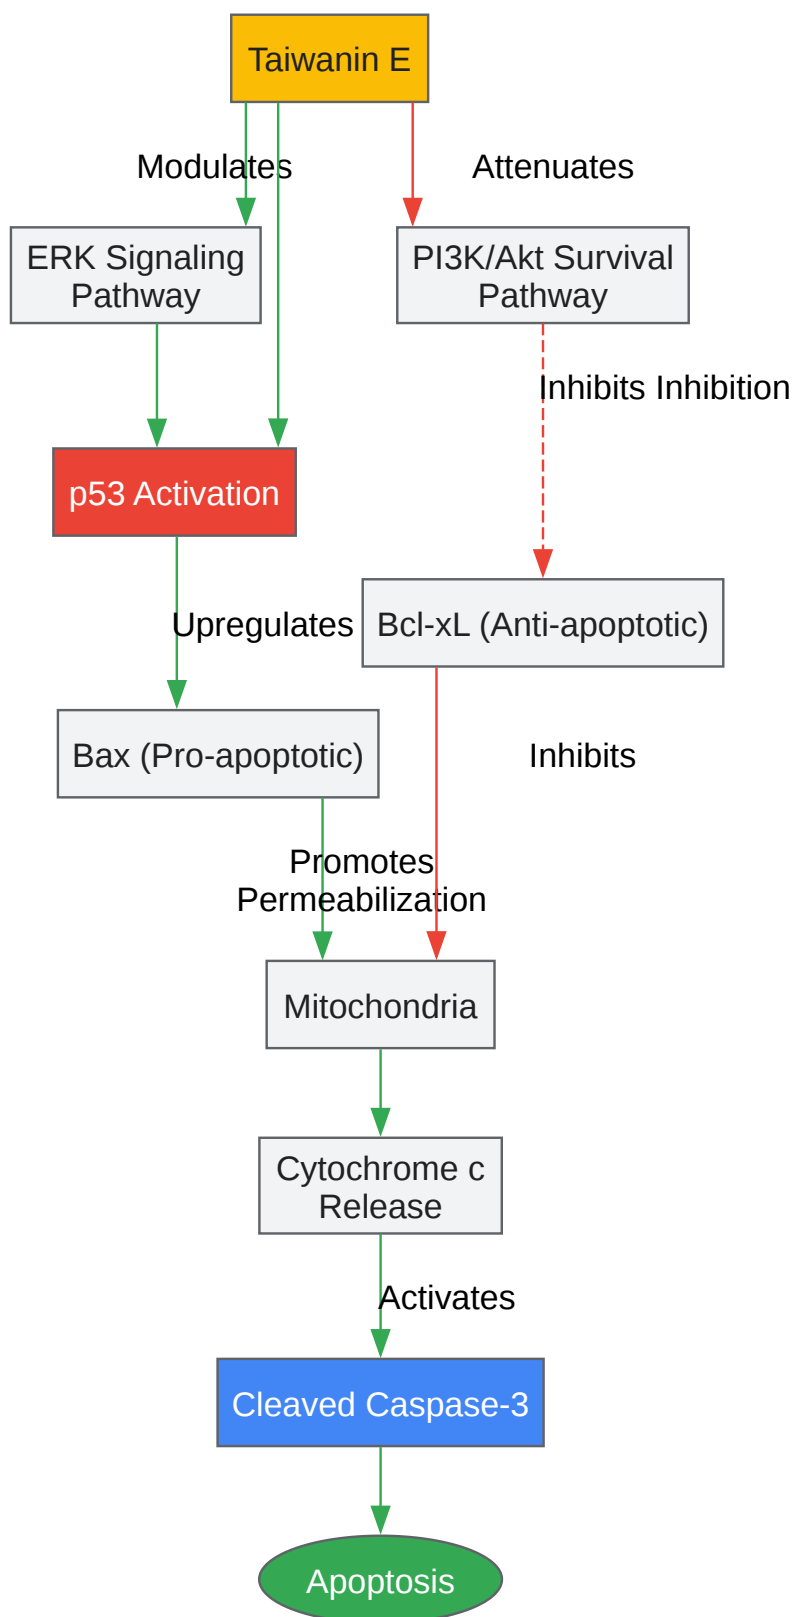 Taiwanin E
Modulates
Attenuates
ERK Signaling
Pathway
PI3K/Akt Survival
Pathway
Inhibits Inhibition
p53 Activation
Upregulates
Bcl-xL (Anti-apoptotic)
Bax (Pro-apoptotic)
Inhibits
Promotes
Permeabilization
Mitochondria
Cytochrome c
Release
Activates
Cleaved Caspase-3
Apoptosis